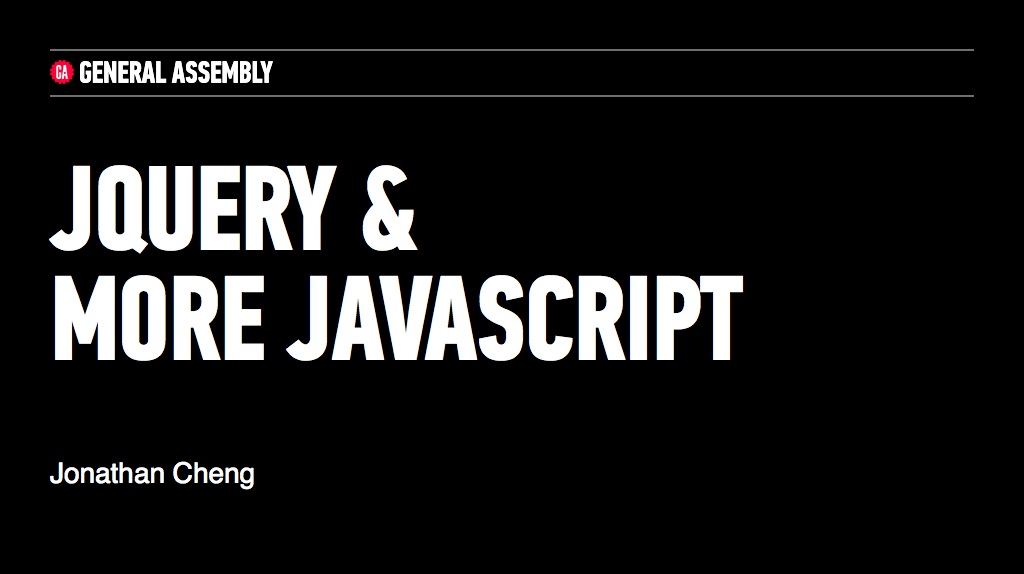 GA GENERAL ASSEMBLY
JQUERY &
MORE JAVASCRIPT
Jonathan Cheng